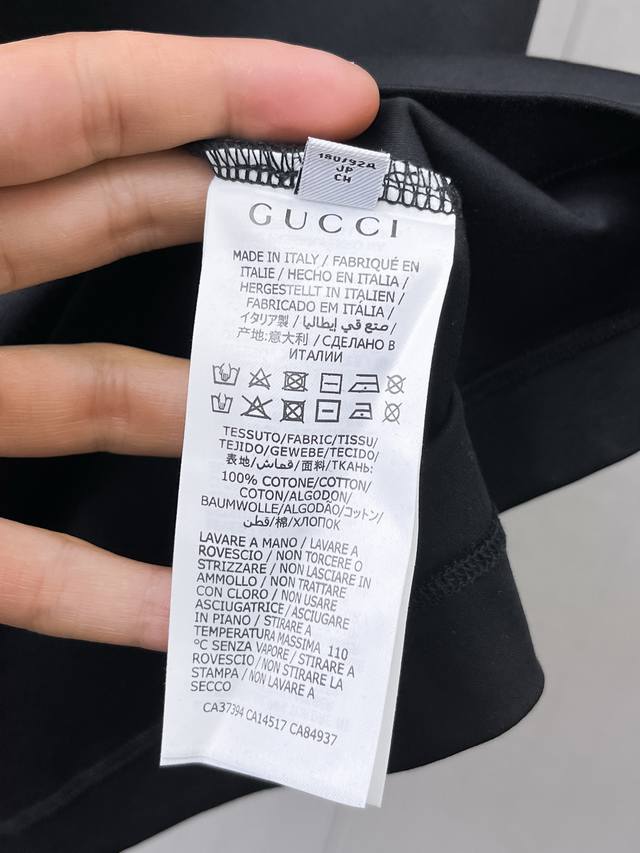 180/92A
JP
CH
GUCCI
MADE IN ITALY / FABRIQUÉ EN
ITALIE / HECHO EN ITALIA /
HERGESTELLT IN ITALIEN /
FABRICADO EM ITÁLIA /
イタリア製 / صنع في إيطاليا /
产地:意大利 / СДЕЛАНО В
ИТАЛИИ
TESSUTO/FABRIC/TISSU/
TEJIDO/GEWEBE/TECIDO/
表地/قماش/面料/ТКАНЬ:
100% COTONE/COTTON/
COTON/ALGODON/
BAUMWOLLE/ALGODÃO/コットン/
قطن/棉/ХЛОПОК
LAVARE A MANO / LAVARE A
ROVESCIO / NON TORCERE O
STRIZZARE / NON LASCIARE IN
AMMOLLO / NON TRATTARE
CON CLORO / NON USARE
ASCIUGATRICE / ASCIUGARE
IN PIANO / STIRARE A
TEMPERATURA MASSIMA 110
°C SENZA VAPORE / STIRARE A
ROVESCIO / NON STIRARE LA
STAMPA / NON LAVARE A
SECCO
CA37394 CA14517 CA84937